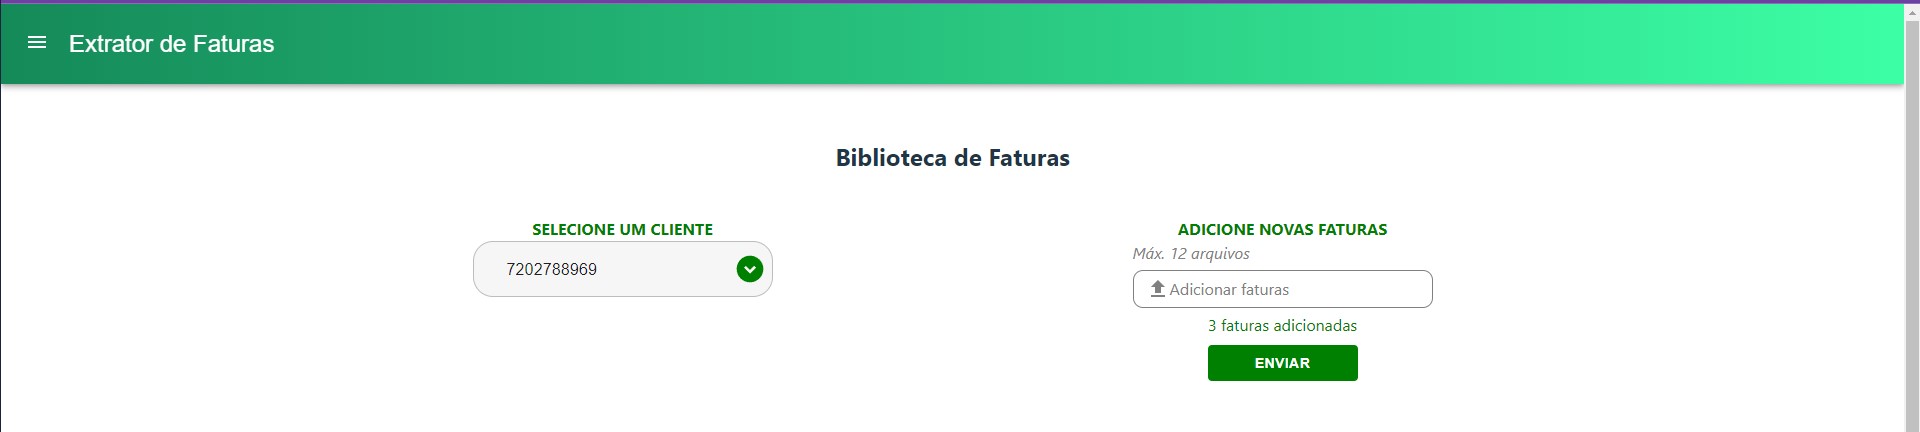 Extrator de Faturas
Biblioteca de Faturas
SELECIONE UM CLIENTE
7202788969
ADICIONE NOVAS FATURAS
Máx. 12 arquivos
Adicionar faturas
3 faturas adicionadas
ENVIAR